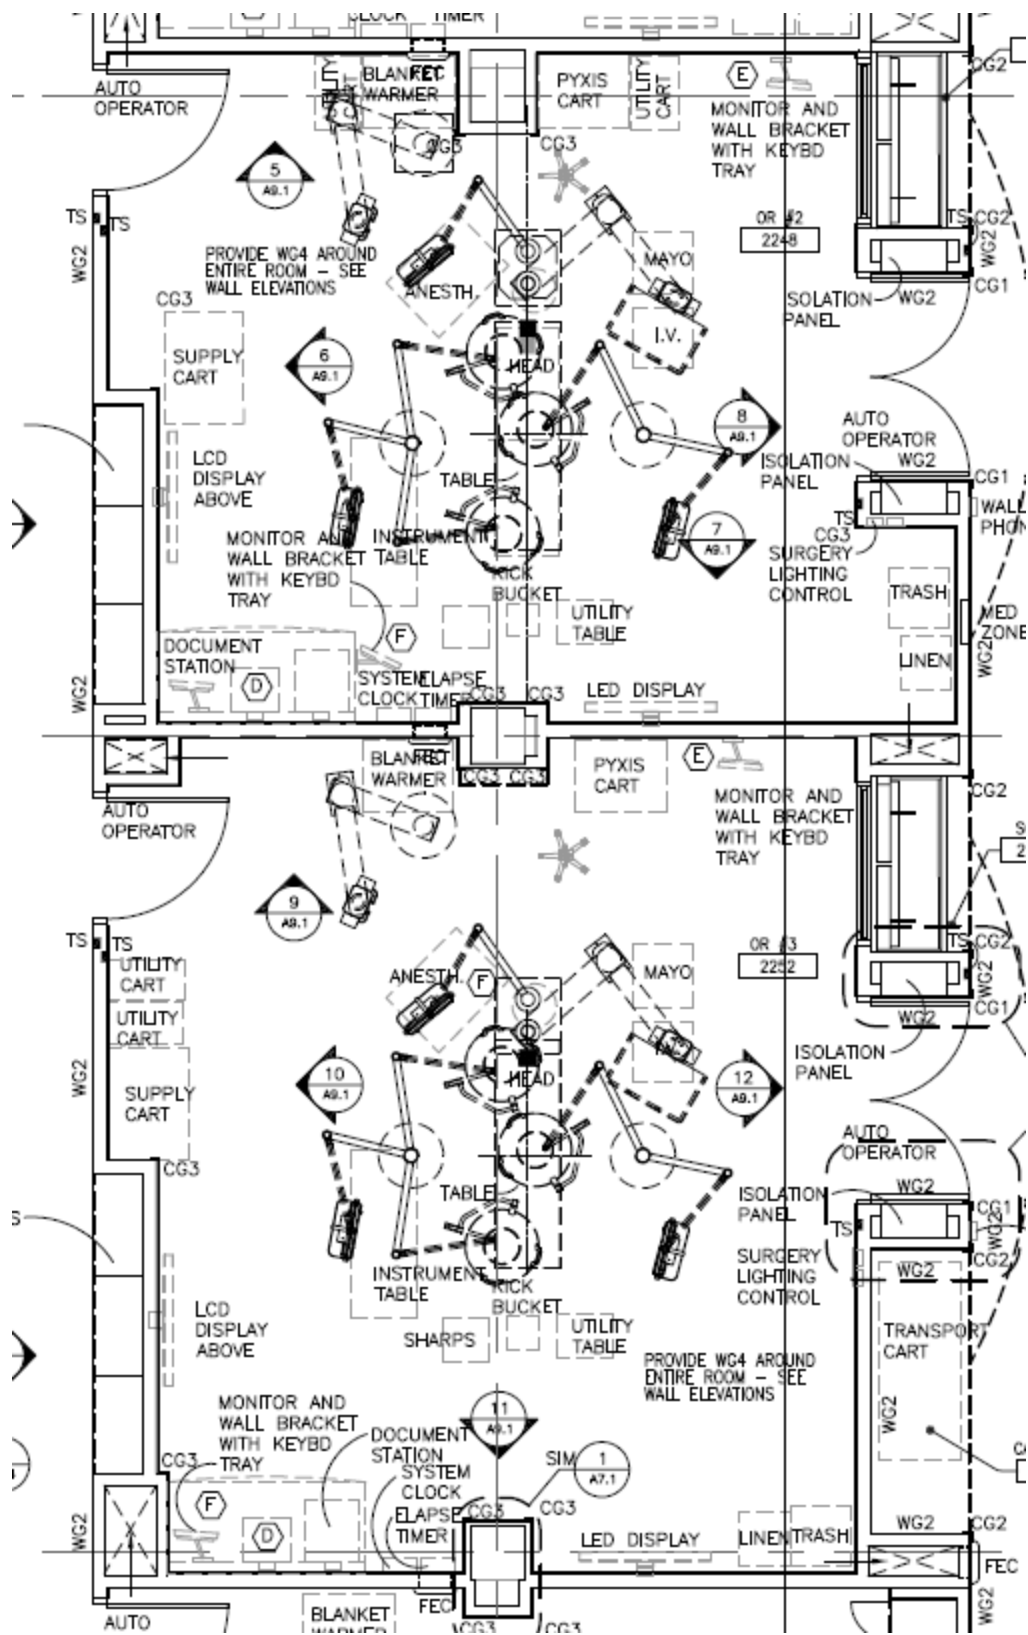 CLOCK TIMER
AUTO
OPERATOR
UTILITY
CART
BLANKET
WARMER
FEC
CG3
PYXIS
CART
UTILITY
CART
CG3
E
MONITOR AND
WALL BRACKET
WITH KEYBD
TRAY
CG2
5
A9.1
TS
TS
WG2
PROVIDE WG4 AROUND
ENTIRE ROOM – SEE
WALL ELEVATIONS
ANESTH.
MAYO
I.V.
OR #2
2248
TS
CG2
WG2
ISOLATION
PANEL
WG2
CG1
CG3
SUPPLY
CART
6
A9.1
HEAD
8
A9.1
AUTO
OPERATOR
WG2
ISOLATION
PANEL
CG1
LCD
DISPLAY
ABOVE
TABLE
TS
CG3
WALL
PHON
7
A9.1
SURGERY
LIGHTING
CONTROL
MONITOR AND
WALL BRACKET
WITH KEYBD
TRAY
INSTRUMENT
TABLE
KICK
BUCKET
UTILITY
TABLE
TRASH
MED
ZONE
LINEN
WG2
F
DOCUMENT
STATION
D
WG2
SYSTEM
CLOCK
ELAPSE
TIMER
CG3
CG3
LED DISPLAY
FEC
BLANKET
WARMER
CG3
CG3
PYXIS
CART
E
MONITOR AND
WALL BRACKET
WITH KEYBD
TRAY
CG2
AUTO
OPERATOR
9
A9.1
TS
TS
UTILITY
CART
UTILITY
CART
WG2
SUPPLY
CART
CG3
ANESTH.
F
MAYO
OR #3
2252
TS
CG2
WG2
WG2
CG1
ISOLATION
PANEL
10
A9.1
HEAD
12
A9.1
AUTO
OPERATOR
WG2
ISOLATION
PANEL
TS
CG1
WG2
CG2
WG2
TABLE
SURGERY
LIGHTING
CONTROL
INSTRUMENT
TABLE
KICK
BUCKET
LCD
DISPLAY
ABOVE
SHARPS
UTILITY
TABLE
TRANSPORT
CART
WG2
PROVIDE WG4 AROUND
ENTIRE ROOM – SEE
WALL ELEVATIONS
MONITOR AND
WALL BRACKET
WITH KEYBD
TRAY
CG3
11
A9.1
DOCUMENT
STATION
SYSTEM
CLOCK
ELAPSE
TIMER
SIM
1
A7.1
F
D
WG2
CG3
CG3
LED DISPLAY
LINEN
TRASH
WG2
CG2
FEC
WG2
AUTO
BLANKET
WARMER
FEC
CG3
CG3